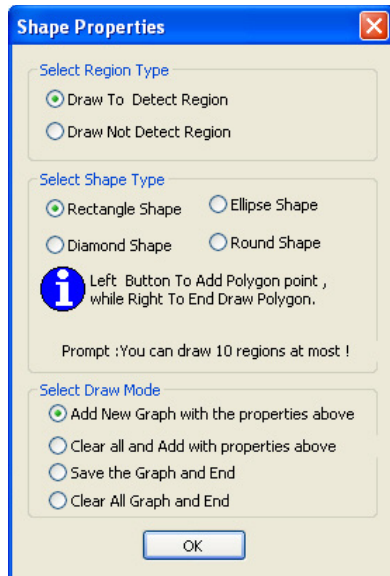 Shape Properties
Select Region Type
Draw To Detect Region
Draw Not Detect Region
Select Shape Type
Rectangle Shape
Ellipse Shape
Diamond Shape
Round Shape
Left Button To Add Polygon point ,
while Right To End Draw Polygon.
Prompt :You can draw 10 regions at most !
Select Draw Mode
Add New Graph with the properties above
Clear all and Add with properties above
Save the Graph and End
Clear All Graph and End
OK